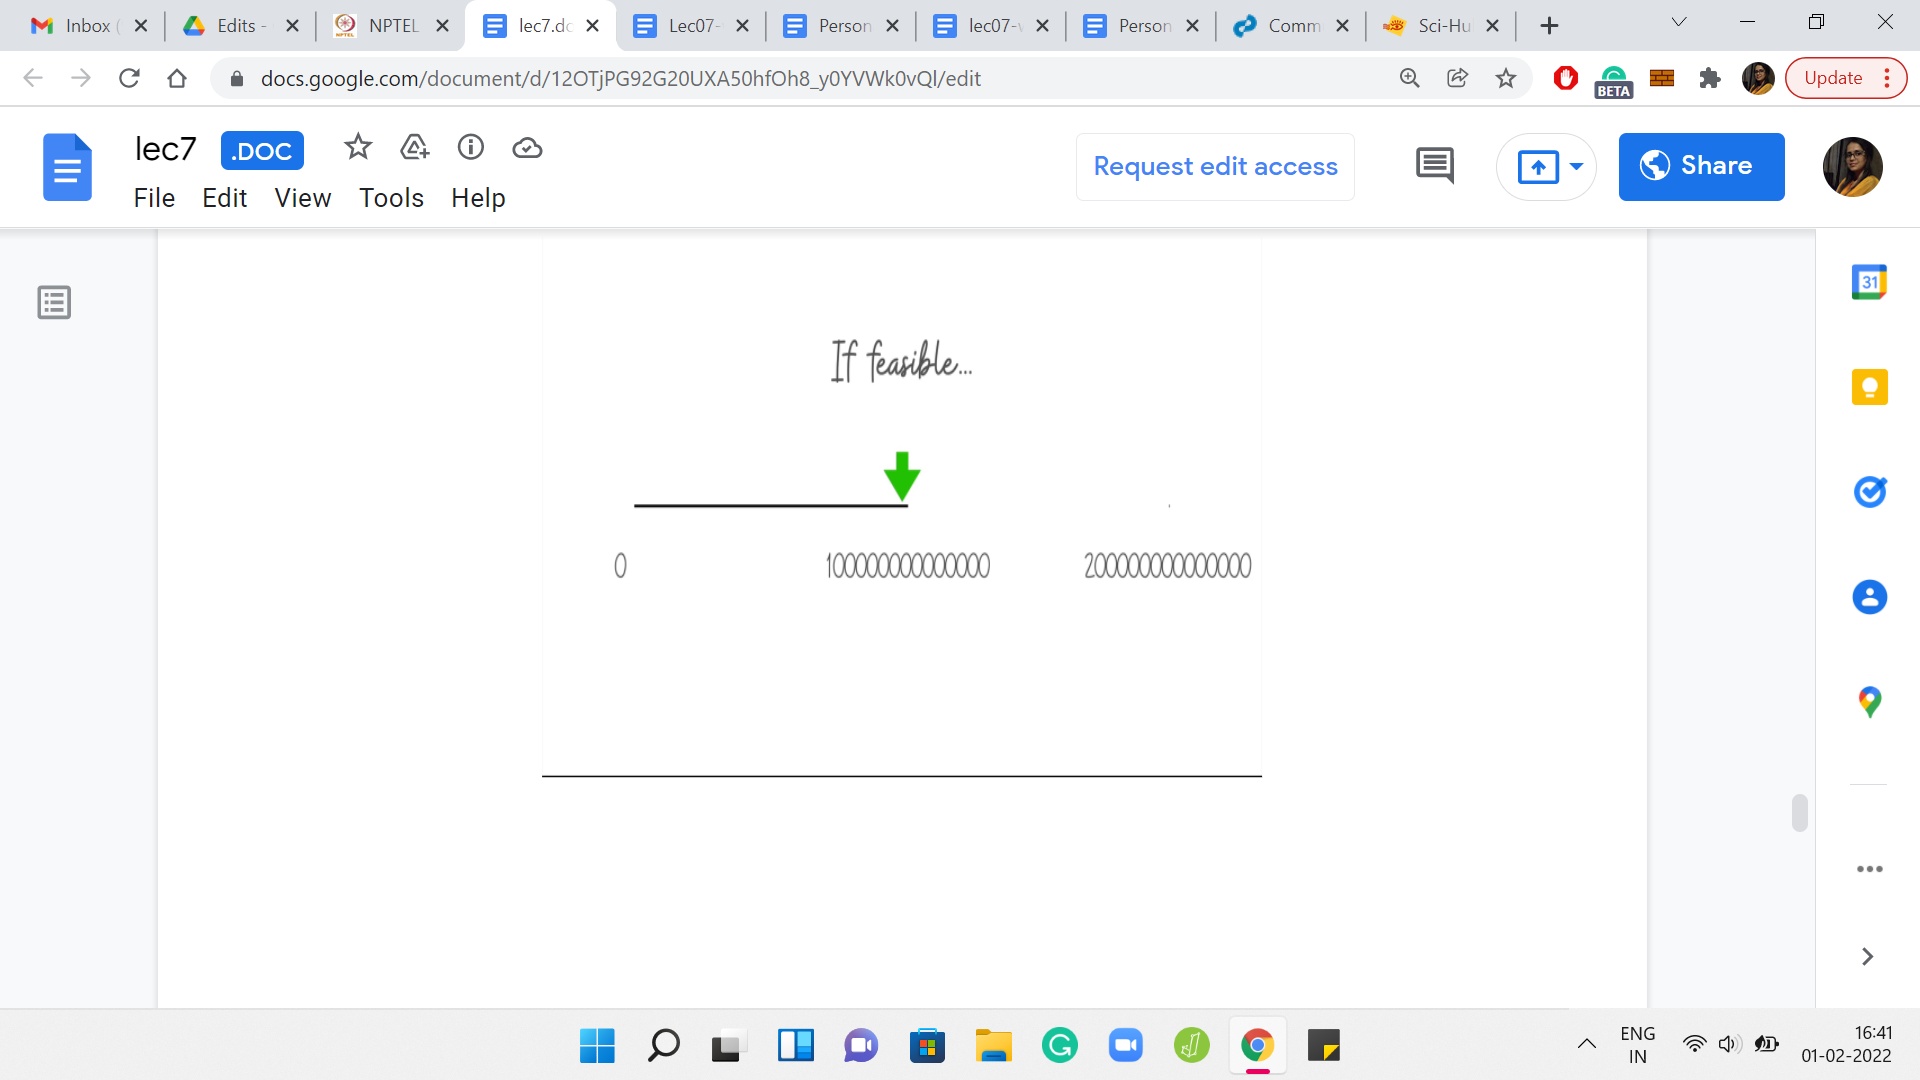 Inbox (
Edits -
NPTEL
lec7.do
Lec07-
Person
lec07-v
Person
Comm
Sci-Hu
docs.google.com/document/d/12OTjPG92G20UXA50hfOh8_y0YVWk0vQl/edit
BETA
Update
lec7 .DOC
Request edit access
Share
File Edit View Tools Help
31
If feasible...
0 100000000000000 200000000000000
ENG
IN
16:41
01-02-2022